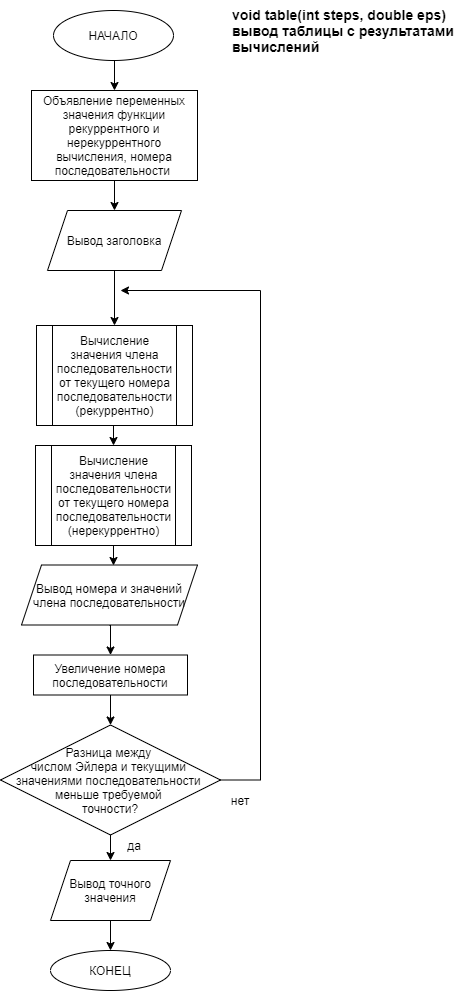 void table(int steps, double eps)
вывод таблицы с результатами
вычислений
НАЧАЛО
Объявление переменных
значения функции
рекуррентного и
нерекуррентного
вычисления, номера
последовательности
Вывод заголовка
Вычисление
значения члена
последовательности
от текущего номера
последовательности
(рекуррентно)
Вычисление
значения члена
последовательности
от текущего номера
последовательности
(нерекуррентно)
Вывод номера и значений
члена последовательности
Увеличение номера
последовательности
Разница между
числом Эйлера и текущими
значениями последовательности
меньше требуемой
точности?
нет
да
Вывод точного
значения
КОНЕЦ